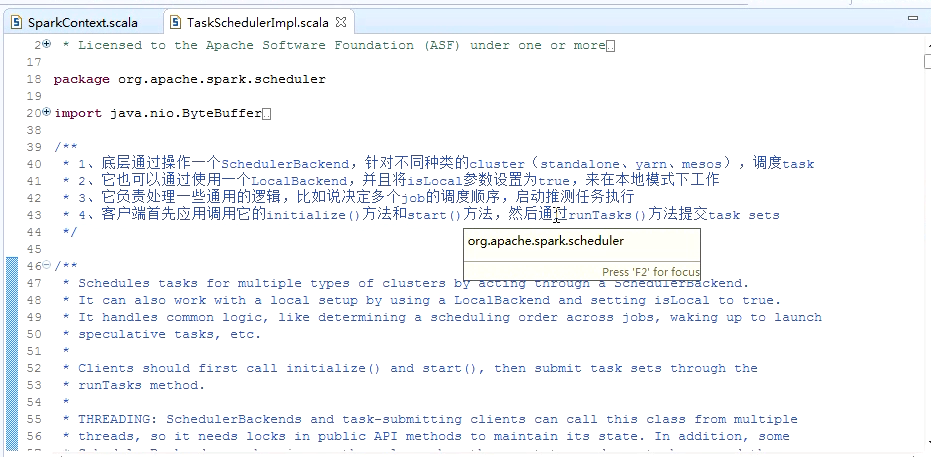 SparkContext.scala
TaskSchedulerImpl.scala
2 * Licensed to the Apache Software Foundation (ASF) under one or more
17
18 package org.apache.spark.scheduler
19
20 import java.nio.ByteBuffer
38
39 /**
40 * 1、底层通过操作一个SchedulerBackend，针对不同种类的cluster（standalone、yarn、mesos），调度task
41 * 2、它也可以通过使用一个LocalBackend，并且将isLocal参数设置为true，来在本地模式下工作
42 * 3、它负责处理一些通用的逻辑，比如说决定多个job的调度顺序，启动推测任务执行
43 * 4、客户端首先应用调用它的initialize()方法和start()方法，然后通过runTasks()方法提交task sets
44 */
45
org.apache.spark.scheduler
Press 'F2' for focus
46 /**
47 * Schedules tasks for multiple types of clusters by acting through a SchedulerBackend.
48 * It can also work with a local setup by using a LocalBackend and setting isLocal to true.
49 * It handles common logic, like determining a scheduling order across jobs, waking up to launch
50 * speculative tasks, etc.
51 *
52 * Clients should first call initialize() and start(), then submit task sets through the
53 * runTasks method.
54 *
55 * THREADING: SchedulerBackends and task-submitting clients can call this class from multiple
56 * threads, so it needs locks in public API methods to maintain its state. In addition, some